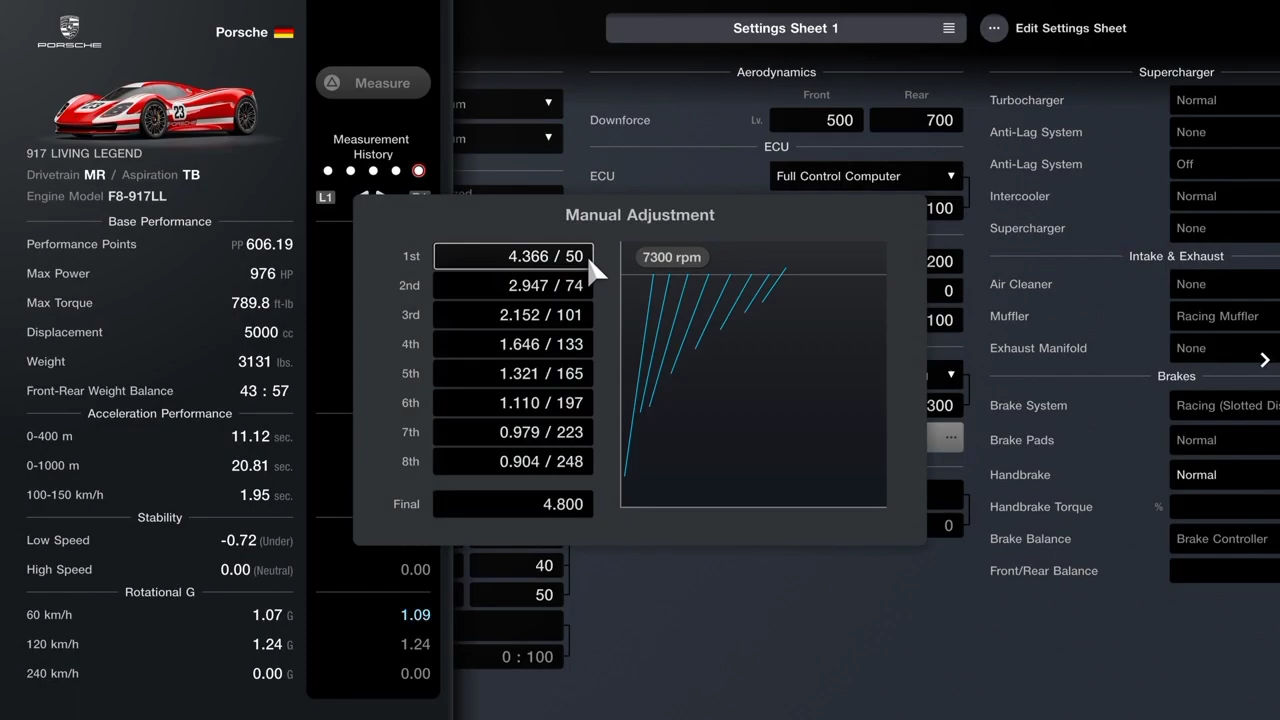 PORSCHE
Porsche
917 LIVING LEGEND
Drivetrain MR / Aspiration TB
Engine Model F8-917LL
Base Performance
Performance Points PP 606.19
Max Power 976 HP
Max Torque 789.8 ft-lb
Displacement 5000 cc
Weight 3131 lbs.
Front-Rear Weight Balance 43 : 57
Acceleration Performance
0-400 m 11.12 sec.
0-1000 m 20.81 sec.
100-150 km/h 1.95 sec.
Stability
Low Speed -0.72 (Under)
High Speed 0.00 (Neutral)
Rotational G
60 km/h 1.07 G
120 km/h 1.24 G
240 km/h 0.00 G
Measure
Measurement
History
L1
0.00
1.09
1.24
0.00
Settings Sheet 1
Edit Settings Sheet
Manual Adjustment
1st 4.366 / 50
2nd 2.947 / 74
3rd 2.152 / 101
4th 1.646 / 133
5th 1.321 / 165
6th 1.110 / 197
7th 0.979 / 223
8th 0.904 / 248
Final 4.800
7300 rpm
40
50
0 : 100
Aerodynamics
Front Rear
Downforce Lv. 500 700
ECU
ECU Full Control Computer
100
200
0
100
300
0
Supercharger
Turbocharger Normal
Anti-Lag System None
Anti-Lag System Off
Intercooler Normal
Supercharger None
Intake & Exhaust
Air Cleaner None
Muffler Racing Muffler
Exhaust Manifold None
Brakes
Brake System Racing (Slotted Di
Brake Pads Normal
Handbrake Normal
Handbrake Torque %
Brake Balance Brake Controller
Front/Rear Balance